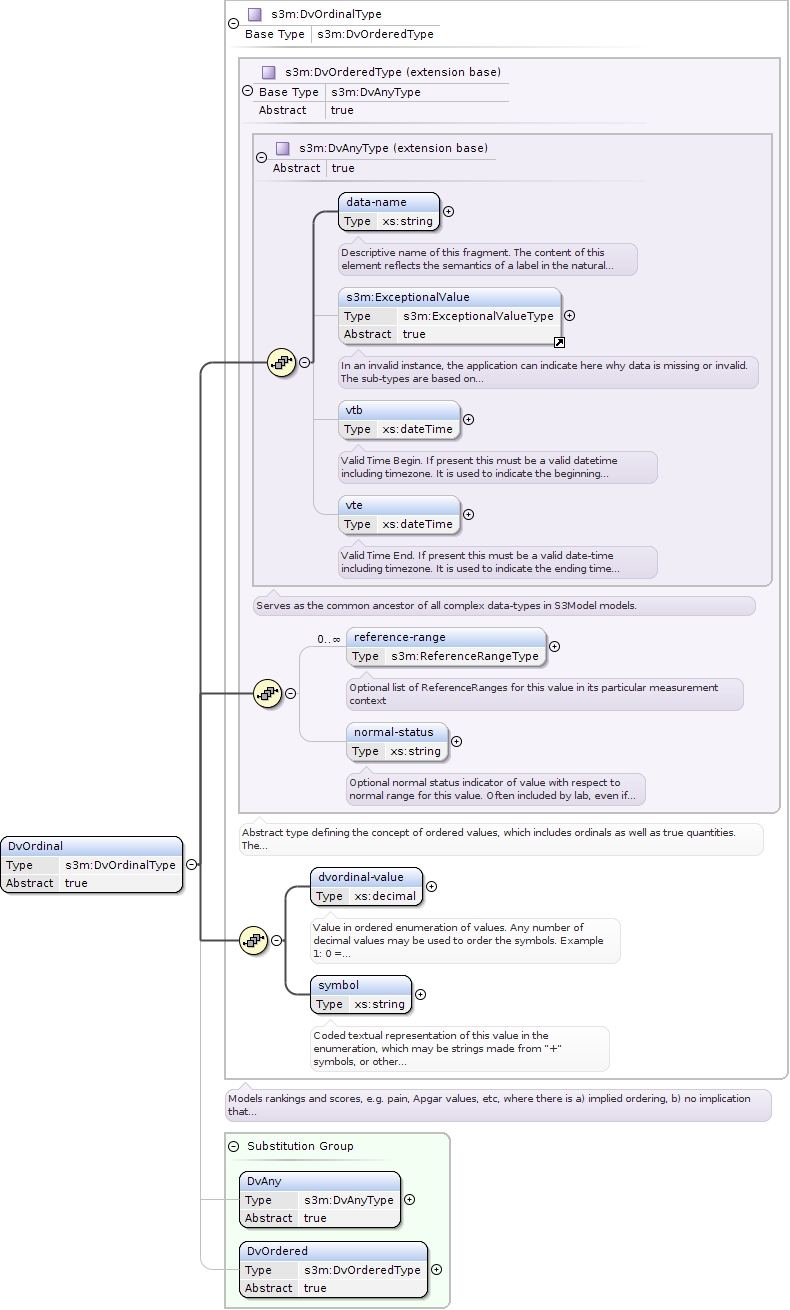 s3m:DvOrdinalType
Base Type s3m:DvOrderedType
s3m:DvOrderedType (extension base)
Base Type s3m:DvAnyType
Abstract true
s3m:DvAnyType (extension base)
Abstract true
data-name
Type xs:string
Descriptive name of this fragment. The content of this
element reflects the semantics of a label in the natural...
s3m:ExceptionalValue
Type s3m:ExceptionalValueType
Abstract true
In an invalid instance, the application can indicate here why data is missing or invalid.
The sub-types are based on...
vtb
Type xs:dateTime
Valid Time Begin. If present this must be a valid datetime
including timezone. It is used to indicate the beginning...
vte
Type xs:dateTime
Valid Time End. If present this must be a valid date-time
including timezone. It is used to indicate the ending time...
Serves as the common ancestor of all complex data-types in S3Model models.
0..∞
reference-range
Type s3m:ReferenceRangeType
Optional list of ReferenceRanges for this value in its particular measurement
context
normal-status
Type xs:string
Optional normal status indicator of value with respect to
normal range for this value. Often included by lab, even if...
Abstract type defining the concept of ordered values, which includes ordinals as well as true quantities.
The...
DvOrdinal
Type s3m:DvOrdinalType
Abstract true
dvordinal-value
Type xs:decimal
Value in ordered enumeration of values. Any number of
decimal values may be used to order the symbols. Example
1: 0 =...
symbol
Type xs:string
Coded textual representation of this value in the
enumeration, which may be strings made from "+"
symbols, or other...
Models rankings and scores, e.g. pain, Apgar values, etc, where there is a) implied ordering, b) no implication
that...
Substitution Group
DvAny
Type s3m:DvAnyType
Abstract true
DvOrdered
Type s3m:DvOrderedType
Abstract true